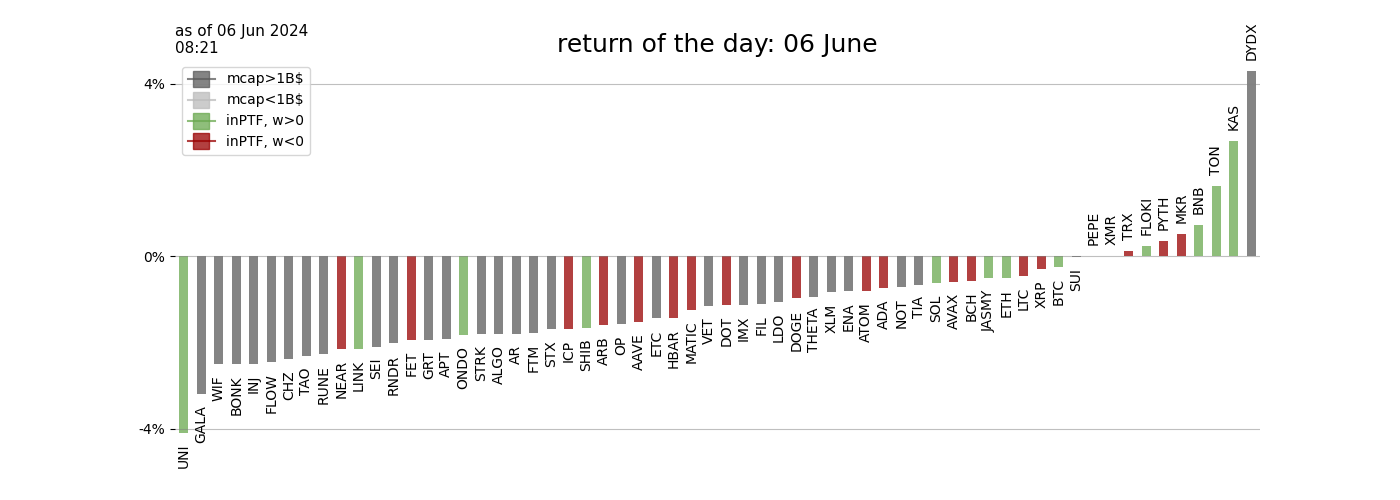 as of 06 Jun 2024
08:21
return of the day: 06 June
mcap>1B$
mcap<1B$
inPTF, w>0
inPTF, w<0
4%
0%
-4%
UNI
GALA
WIF
BONK
INJ
FLOW
CHZ
TAO
RUNE
NEAR
LINK
SEI
RNDR
FET
GRT
APT
ONDO
STRK
ALGO
AR
FTM
STX
ICP
SHIB
ARB
OP
AAVE
ETC
HBAR
MATIC
VET
DOT
IMX
FIL
LDO
DOGE
THETA
XLM
ENA
ATOM
ADA
NOT
TIA
SOL
AVAX
BCH
JASMY
ETH
LTC
XRP
BTC
SUI
PEPE
XMR
TRX
FLOKI
PYTH
MKR
BNB
TON
KAS
DYDX